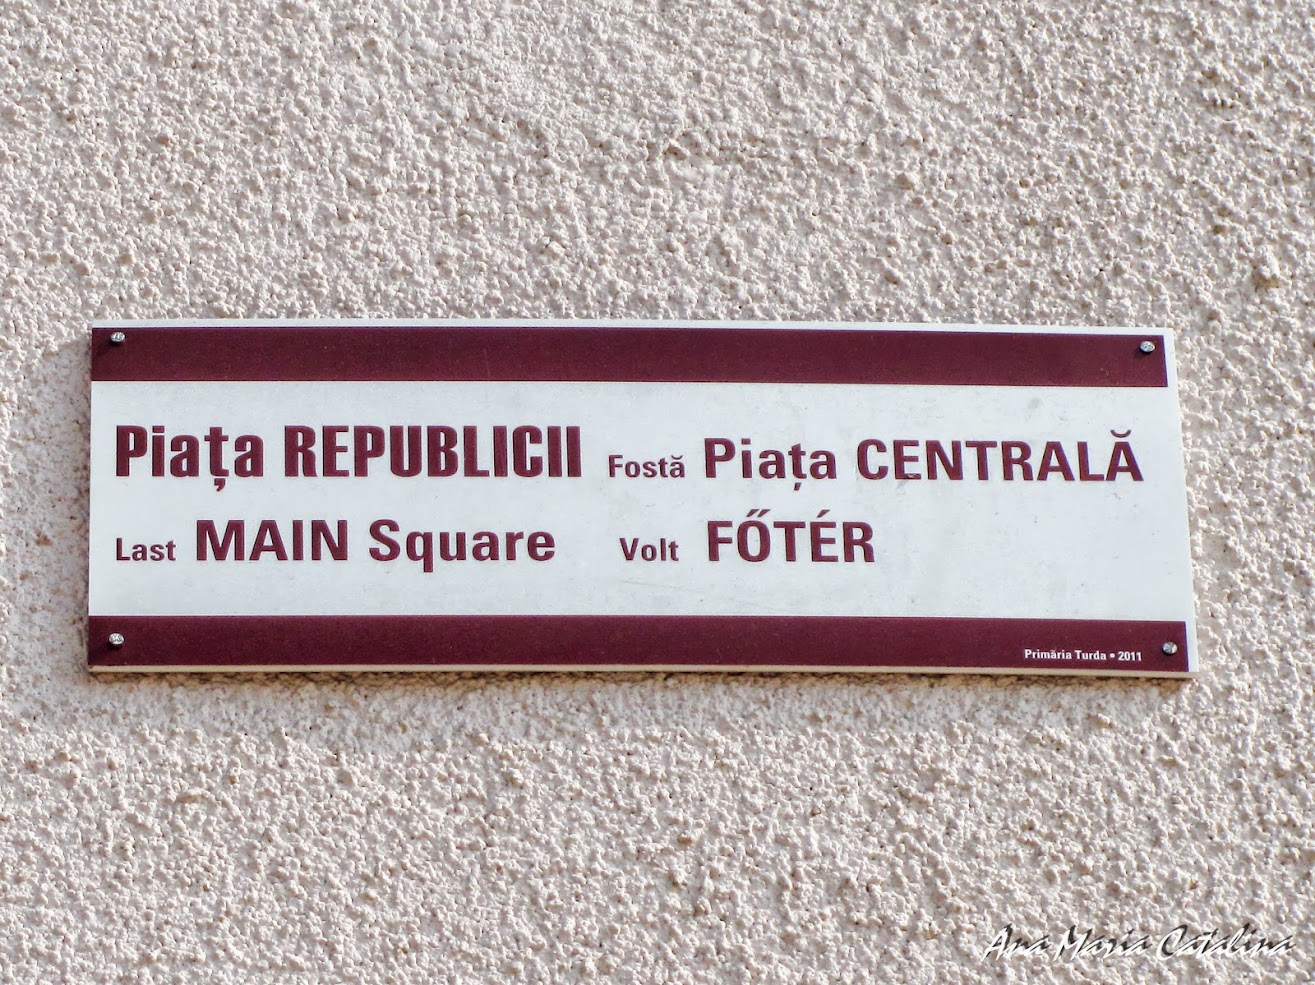 Piața REPUBLICII Fostă Piața CENTRALĂ
Last MAIN Square Volt FŐTÉR
Primăria Turda • 2011
Ana Maria Catalina